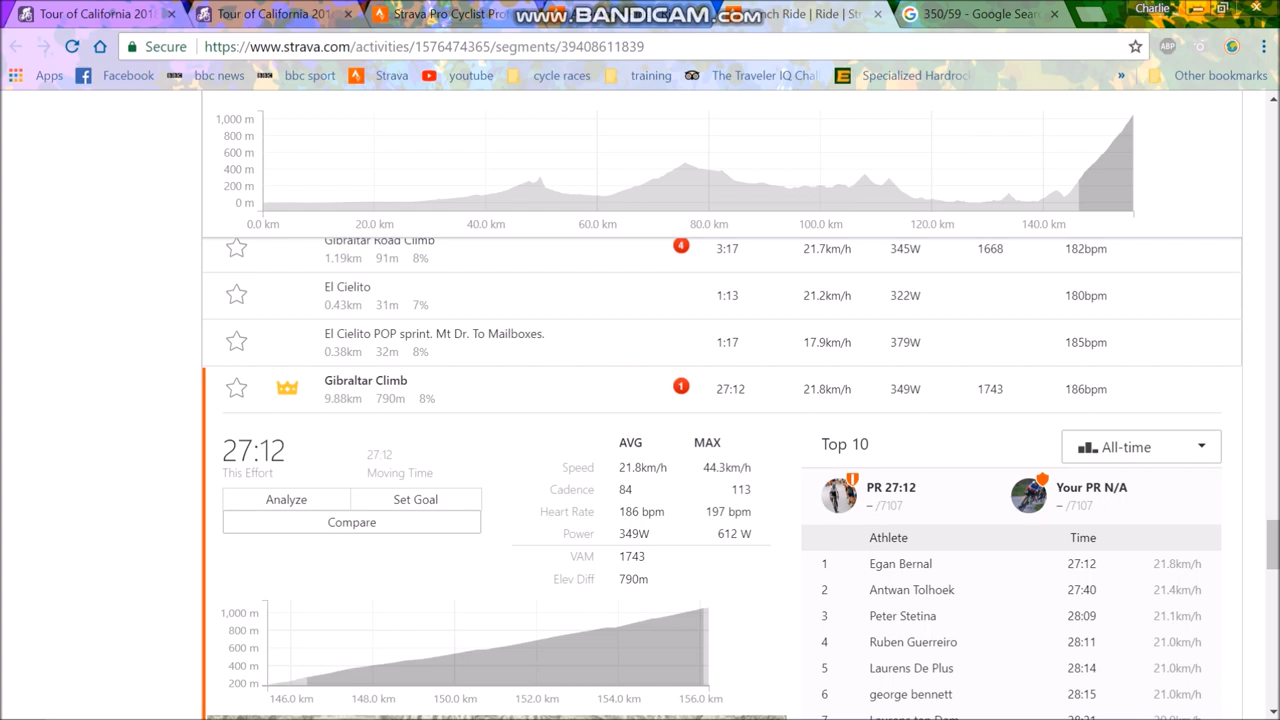 Tour of California 201
Tour of California 201
Strava Pro Cyclist Pr
www.BANDICAM.com
nch Ride | Ride | St
350/59 - Google Sear
Charlie
Secure https://www.strava.com/activities/1576474365/segments/39408611839
Apps Facebook bbc news bbc sport Strava youtube cycle races training The Traveler IQ Chal Specialized Hardroc » Other bookmarks
1,000 m
800 m
600 m
400 m
200 m
0 m
0.0 km 20.0 km 40.0 km 60.0 km 80.0 km 100.0 km 120.0 km 140.0 km
Gibraltar Road Climb 4 3:17 21.7km/h 345W 1668 182bpm
1.19km 91m 8%
El Cielito 1:13 21.2km/h 322W 180bpm
0.43km 31m 7%
El Cielito POP sprint. Mt Dr. To Mailboxes. 1:17 17.9km/h 379W 185bpm
0.38km 32m 8%
Gibraltar Climb 1 27:12 21.8km/h 349W 1743 186bpm
9.88km 790m 8%
27:12
This Effort
27:12
Moving Time
Analyze Set Goal
Compare
AVG MAX
Speed 21.8km/h 44.3km/h
Cadence 84 113
Heart Rate 186 bpm 197 bpm
Power 349W 612 W
VAM 1743
Elev Diff 790m
1,000 m
800 m
600 m
400 m
200 m
146.0 km 148.0 km 150.0 km 152.0 km 154.0 km 156.0 km
Top 10 All-time
PR 27:12
– /7107
Your PR N/A
– /7107
Athlete Time
1 Egan Bernal 27:12 21.8km/h
2 Antwan Tolhoek 27:40 21.4km/h
3 Peter Stetina 28:09 21.1km/h
4 Ruben Guerreiro 28:11 21.0km/h
5 Laurens De Plus 28:14 21.0km/h
6 george bennett 28:15 21.0km/h